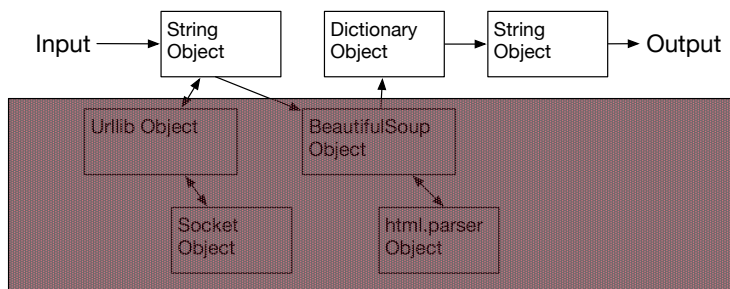 Input
String
Object
Dictionary
Object
String
Object
Output
Urllib Object
BeautifulSoup
Object
Socket
Object
html.parser
Object